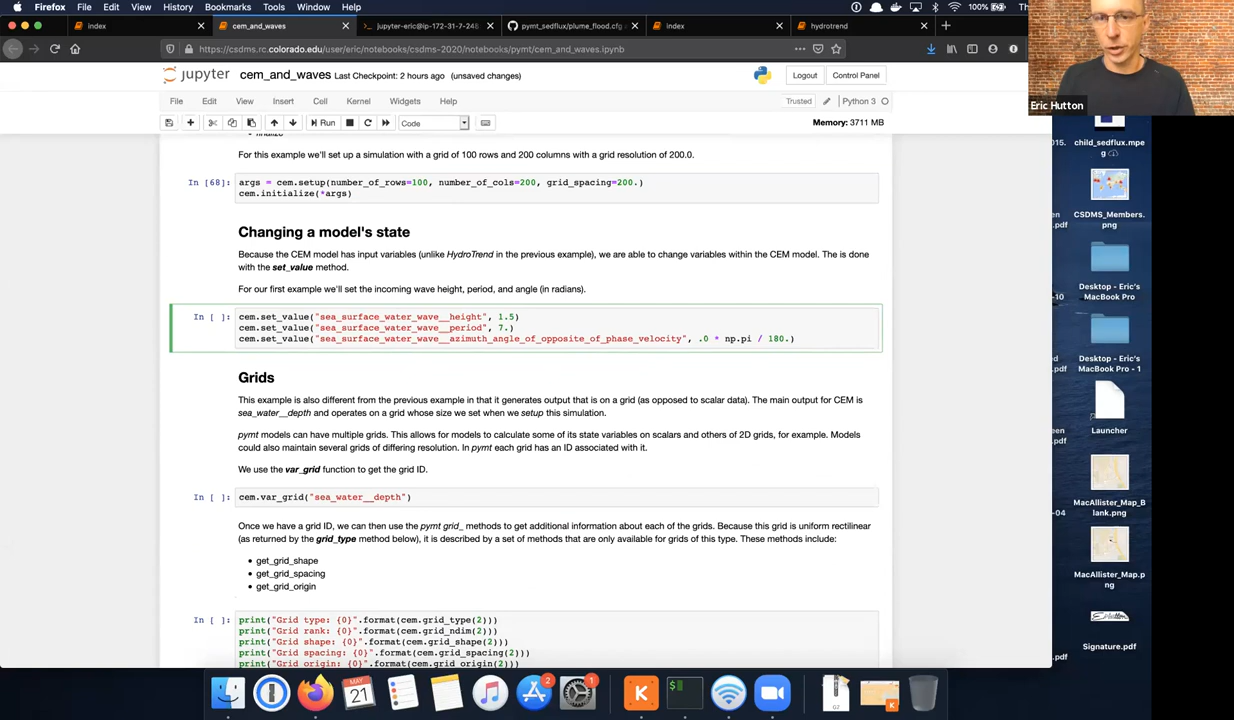 Firefox File Edit View History Bookmarks Tools Window Help
100%
index
cem_and_waves
jupyter-eric@ip-172-31-7-248
pymt_sedflux/plume_flood.cfg
index
hydrotrend
https://csdms.rc.colorado.edu/user/eric/notebooks/csdms-2020/notebooks/pymt/cem_and_waves.ipynb
jupyter cem_and_waves Last Checkpoint: 2 hours ago (unsaved changes)
Logout
Control Panel
File Edit View Insert Cell Kernel Widgets Help
Trusted
Python 3
Run
Code
Memory: 3711 MB
For this example we'll set up a simulation with a grid of 100 rows and 200 columns with a grid resolution of 200.0.
In [68]: args = cem.setup(number_of_rows=100, number_of_cols=200, grid_spacing=200.)
cem.initialize(*args)
Changing a model's state
Because the CEM model has input variables (unlike HydroTrend in the previous example), we are able to change variables within the CEM model. The is done
with the set_value method.
For our first example we'll set the incoming wave height, period, and angle (in radians).
In [ ]: cem.set_value("sea_surface_water_wave__height", 1.5)
cem.set_value("sea_surface_water_wave__period", 7.)
cem.set_value("sea_surface_water_wave__azimuth_angle_of_opposite_of_phase_velocity", .0 * np.pi / 180.)
Grids
This example is also different from the previous example in that it generates output that is on a grid (as opposed to scalar data). The main output for CEM is
sea_water__depth and operates on a grid whose size we set when we setup this simulation.
pymt models can have multiple grids. This allows for models to calculate some of its state variables on scalars and others of 2D grids, for example. Models
could also maintain several grids of differing resolution. In pymt each grid has an ID associated with it.
We use the var_grid function to get the grid ID.
In [ ]: cem.var_grid("sea_water__depth")
Once we have a grid ID, we can then use the pymt grid_ methods to get additional information about each of the grids. Because this grid is uniform rectilinear
(as returned by the grid_type method below), it is described by a set of methods that are only available for grids of this type. These methods include:
• get_grid_shape
• get_grid_spacing
• get_grid_origin
In [ ]: print("Grid type: {0}".format(cem.grid_type(2)))
print("Grid rank: {0}".format(cem.grid_ndim(2)))
print("Grid shape: {0}".format(cem.grid_shape(2)))
print("Grid spacing: {0}".format(cem.grid_spacing(2)))
print("Grid origin: {0}".format(cem.grid_origin(2)))
Eric Hutton
child_sedflux.mpe
g
CSDMS_Members.
png
Desktop - Eric's
MacBook Pro
Desktop - Eric's
MacBook Pro - 1
Launcher
MacAllister_Map_B
lank.png
MacAllister_Map.p
ng
Signature.pdf
MAY
21
2
1